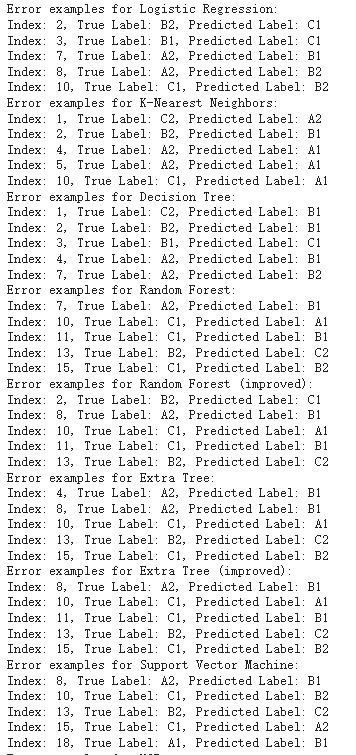 Error examples for Logistic Regression:
Index: 2, True Label: B2, Predicted Label: C1
Index: 3, True Label: B1, Predicted Label: C1
Index: 7, True Label: A2, Predicted Label: B1
Index: 8, True Label: A2, Predicted Label: B2
Index: 10, True Label: C1, Predicted Label: B2
Error examples for K-Nearest Neighbors:
Index: 1, True Label: C2, Predicted Label: A2
Index: 2, True Label: B2, Predicted Label: B1
Index: 4, True Label: A2, Predicted Label: A1
Index: 5, True Label: A2, Predicted Label: A1
Index: 10, True Label: C1, Predicted Label: A1
Error examples for Decision Tree:
Index: 1, True Label: C2, Predicted Label: B1
Index: 2, True Label: B2, Predicted Label: B1
Index: 3, True Label: B1, Predicted Label: C1
Index: 4, True Label: A2, Predicted Label: B1
Index: 7, True Label: A2, Predicted Label: B2
Error examples for Random Forest:
Index: 7, True Label: A2, Predicted Label: B1
Index: 10, True Label: C1, Predicted Label: A1
Index: 11, True Label: C1, Predicted Label: B1
Index: 13, True Label: B2, Predicted Label: C2
Index: 15, True Label: C1, Predicted Label: B2
Error examples for Random Forest (improved):
Index: 2, True Label: B2, Predicted Label: C1
Index: 8, True Label: A2, Predicted Label: B1
Index: 10, True Label: C1, Predicted Label: A1
Index: 11, True Label: C1, Predicted Label: B1
Index: 13, True Label: B2, Predicted Label: C2
Error examples for Extra Tree:
Index: 4, True Label: A2, Predicted Label: B1
Index: 8, True Label: A2, Predicted Label: B1
Index: 10, True Label: C1, Predicted Label: A1
Index: 13, True Label: B2, Predicted Label: C2
Index: 15, True Label: C1, Predicted Label: B2
Error examples for Extra Tree (improved):
Index: 8, True Label: A2, Predicted Label: B1
Index: 10, True Label: C1, Predicted Label: A1
Index: 11, True Label: C1, Predicted Label: B1
Index: 13, True Label: B2, Predicted Label: C2
Index: 15, True Label: C1, Predicted Label: B2
Error examples for Support Vector Machine:
Index: 8, True Label: A2, Predicted Label: B1
Index: 10, True Label: C1, Predicted Label: B2
Index: 13, True Label: B2, Predicted Label: C2
Index: 15, True Label: C1, Predicted Label: A2
Index: 18, True Label: A1, Predicted Label: B1